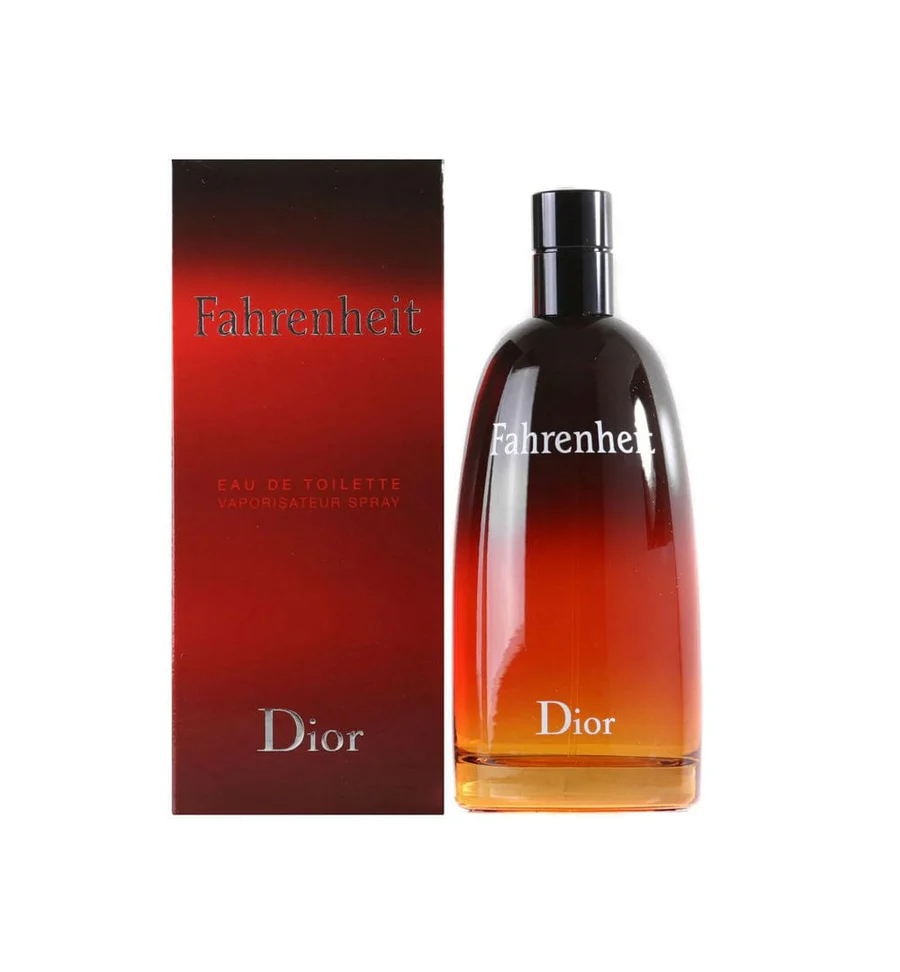 Fahrenheit
EAU DE TOILETTE
VAPORISATEUR SPRAY
Dior
Fahrenheit
Dior